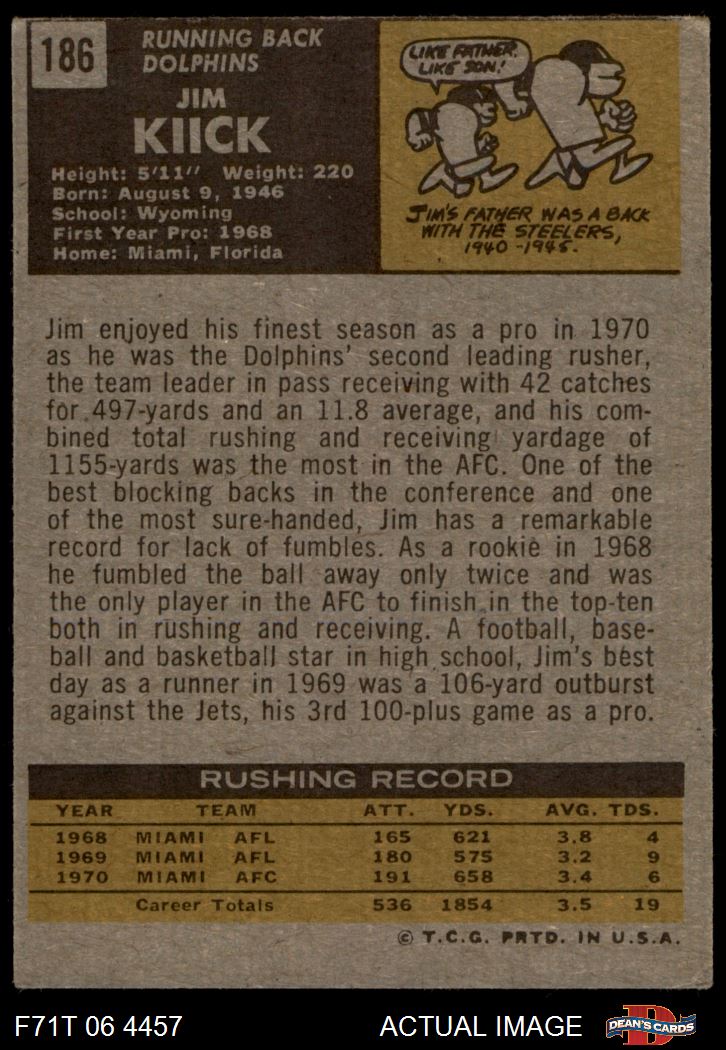 186
RUNNING BACK
DOLPHINS
JIM
KIICK
Height: 5'11" Weight: 220
Born: August 9, 1946
School: Wyoming
First Year Pro: 1968
Home: Miami, Florida
LIKE FATHER,
LIKE SON!
JIM'S FATHER WAS A BACK
WITH THE STEELERS,
1940-1945.
Jim enjoyed his finest season as a pro in 1970
as he was the Dolphins' second leading rusher,
the team leader in pass receiving with 42 catches
for 497-yards and an 11.8 average, and his com-
bined total rushing and receiving yardage of
1155-yards was the most in the AFC. One of the
best blocking backs in the conference and one
of the most sure-handed, Jim has a remarkable
record for lack of fumbles. As a rookie in 1968
he fumbled the ball away only twice and was
the only player in the AFC to finish in the top-ten
both in rushing and receiving. A football, base-
ball and basketball star in high school, Jim's best
day as a runner in 1969 was a 106-yard outburst
against the Jets, his 3rd 100-plus game as a pro.
RUSHING RECORD
YEAR TEAM ATT. YDS. AVG. TDS.
1968 MIAMI AFL 165 621 3.8 4
1969 MIAMI AFL 180 575 3.2 9
1970 MIAMI AFC 191 658 3.4 6
Career Totals 536 1854 3.5 19
© T.C.G. PRTD. IN U.S.A.
F71T 06 4457 ACTUAL IMAGE D DEAN'S CARDS